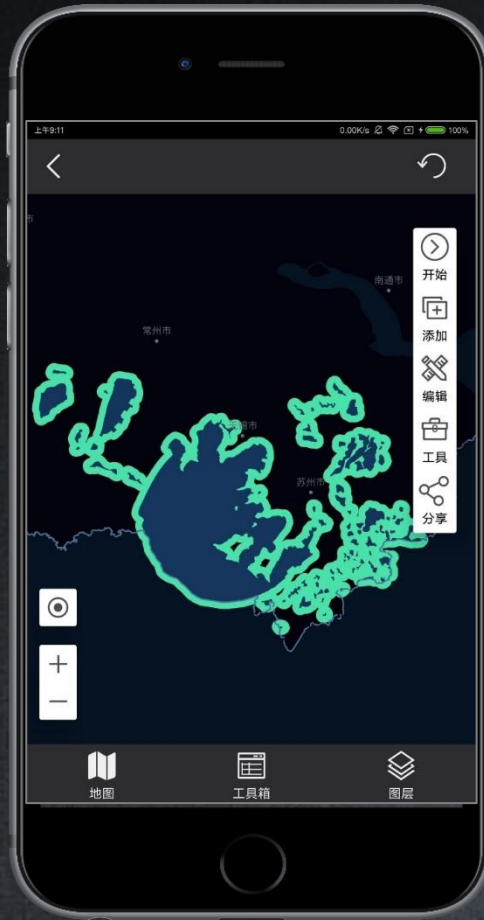 上午9:11
0.00K/s
100%
市
南通市
开始
添加
常州市
编辑
工具
苏州市
分享
地图
工具箱
图层